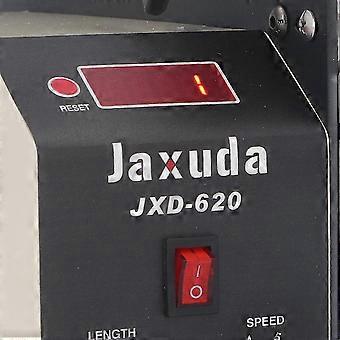 1
RESET
Jaxuda
JXD-620
I
O
LENGTH
SPEED